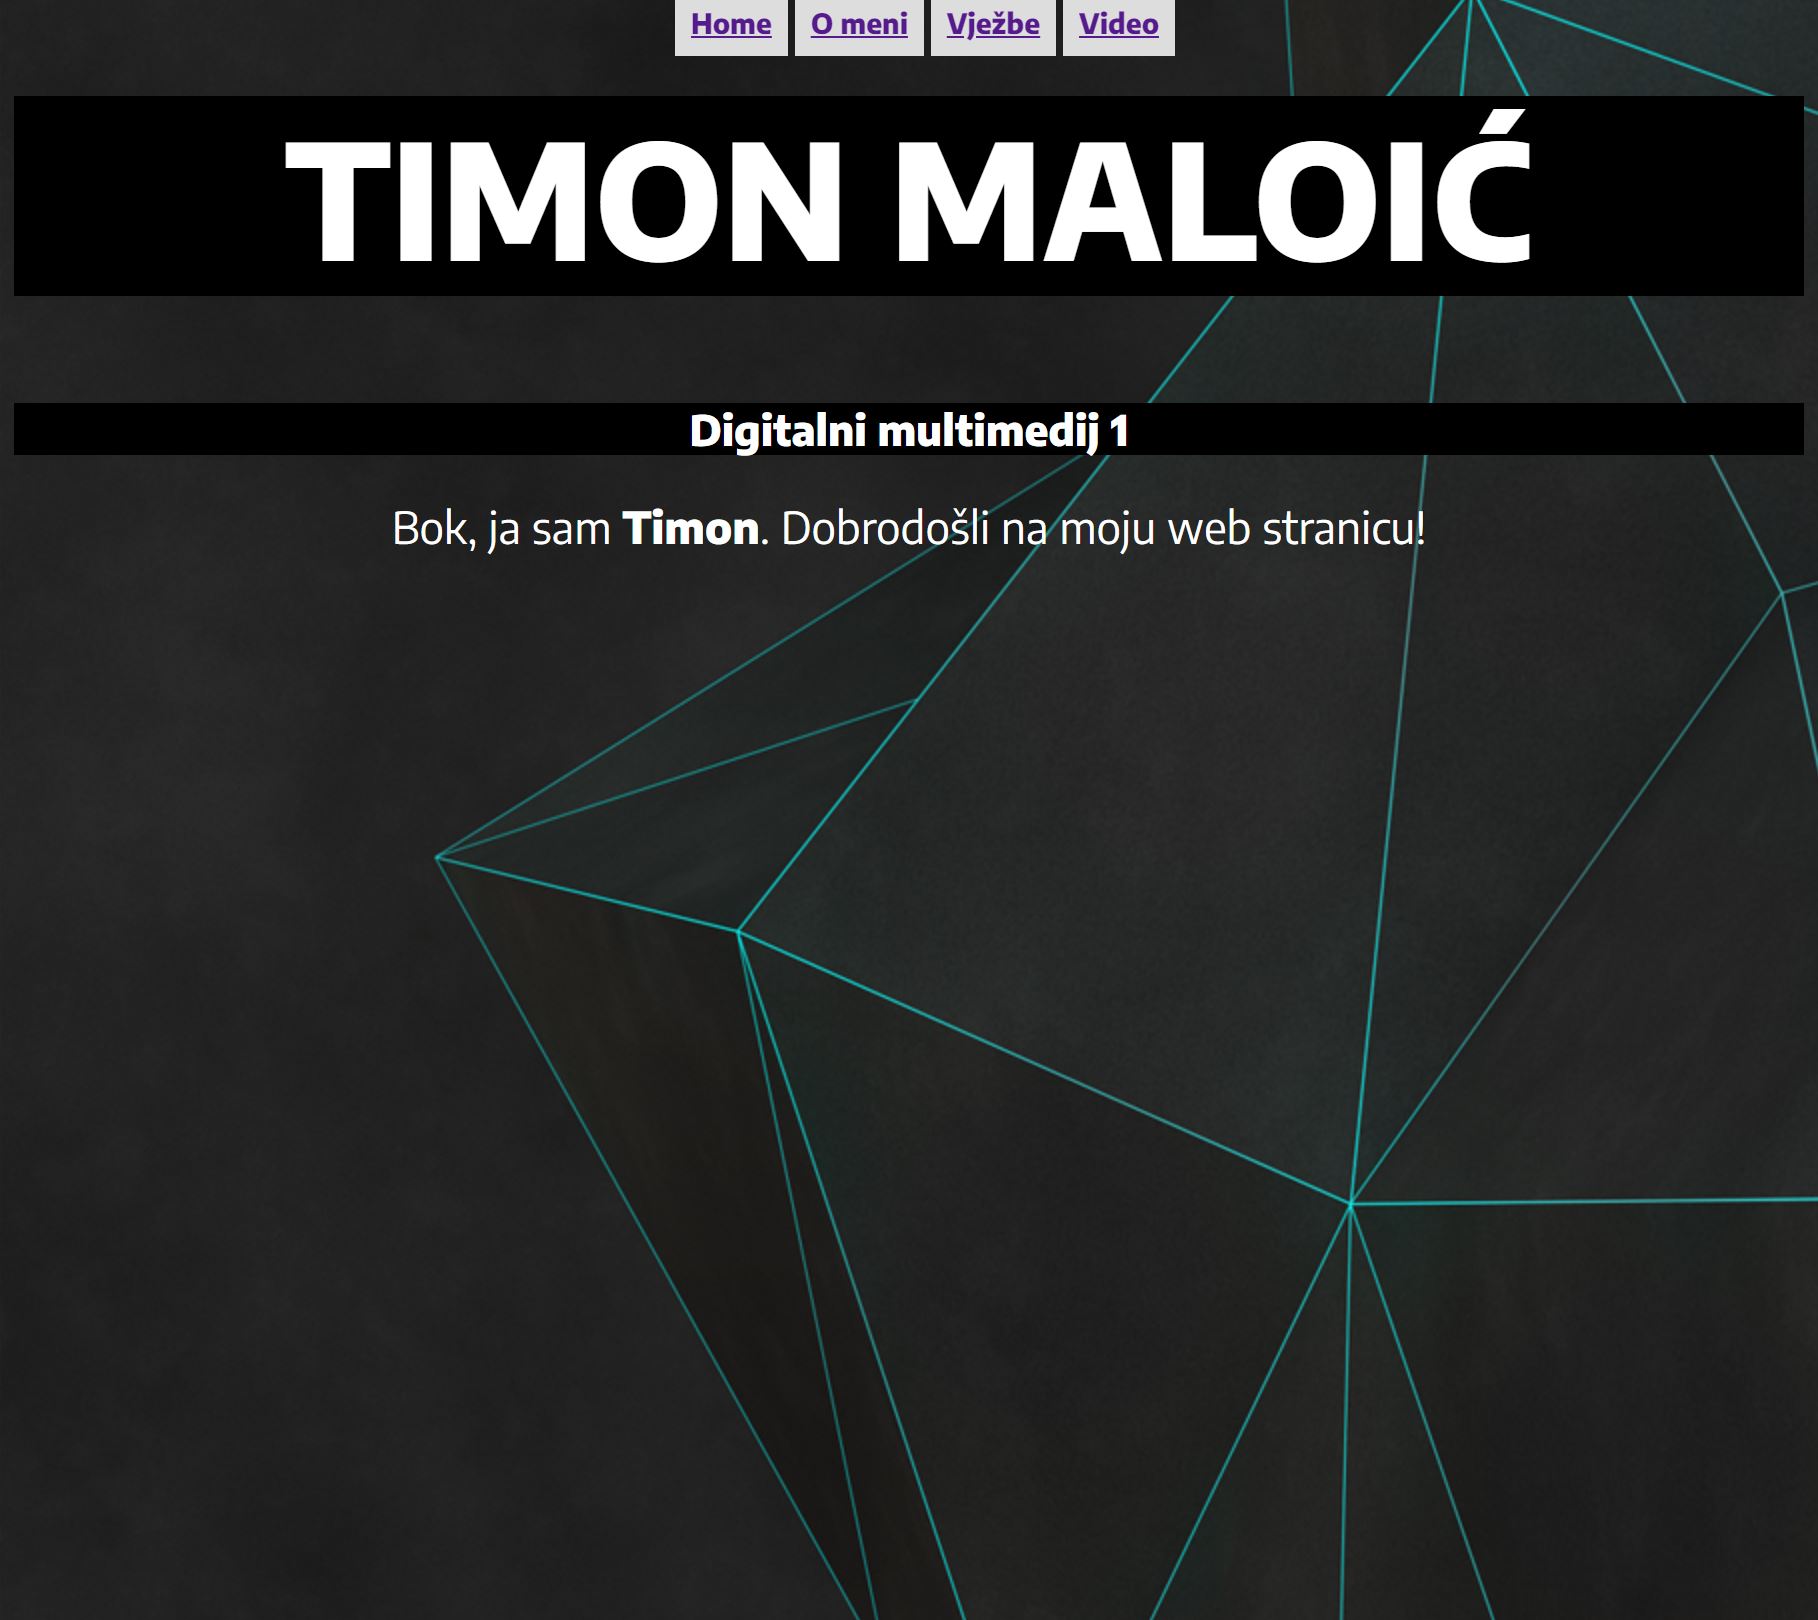 Home O meni Vježbe Video
TIMON MALOIĆ
Digitalni multimedij 1
Bok, ja sam Timon. Dobrodošli na moju web stranicu!